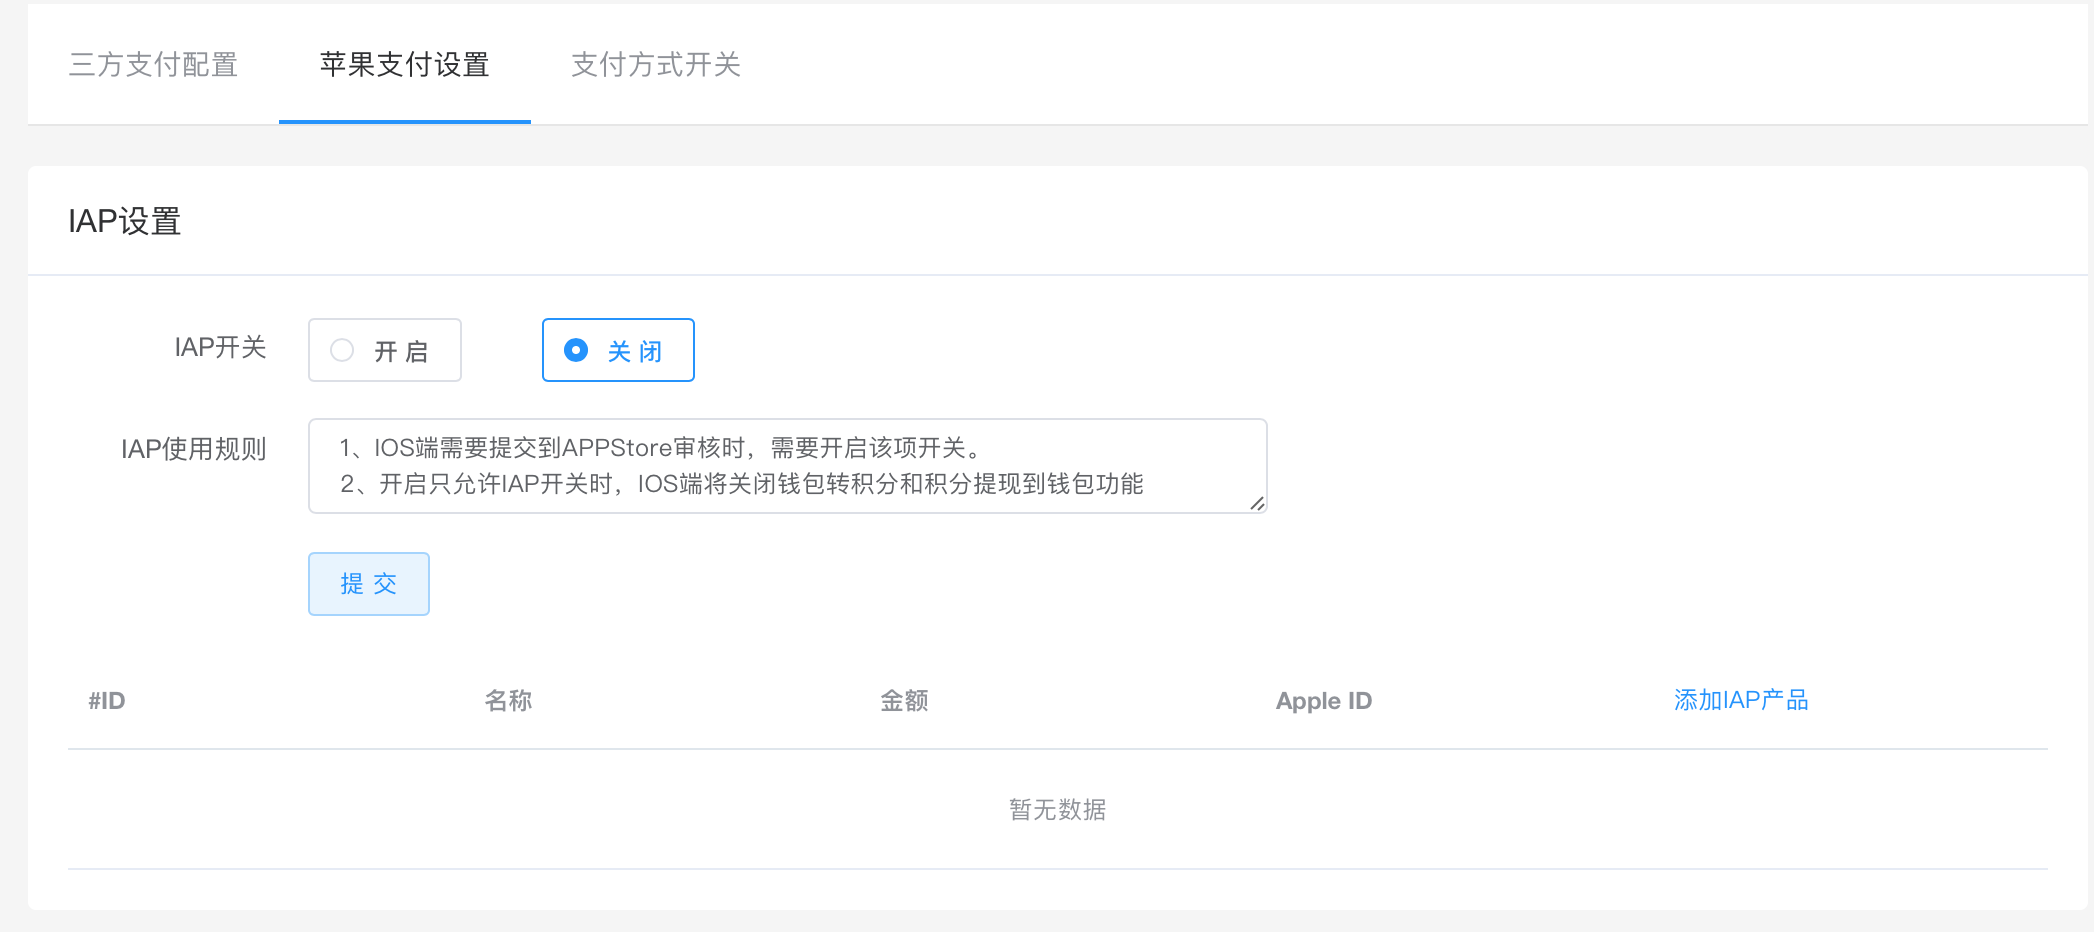 三方支付配置 苹果支付设置 支付方式开关
IAP设置
IAP开关 开启 关闭
IAP使用规则
1、IOS端需要提交到APPStore审核时，需要开启该项开关。
2、开启只允许IAP开关时，IOS端将关闭钱包转积分和积分提现到钱包功能
提交
#ID 名称 金额 Apple ID 添加IAP产品
暂无数据